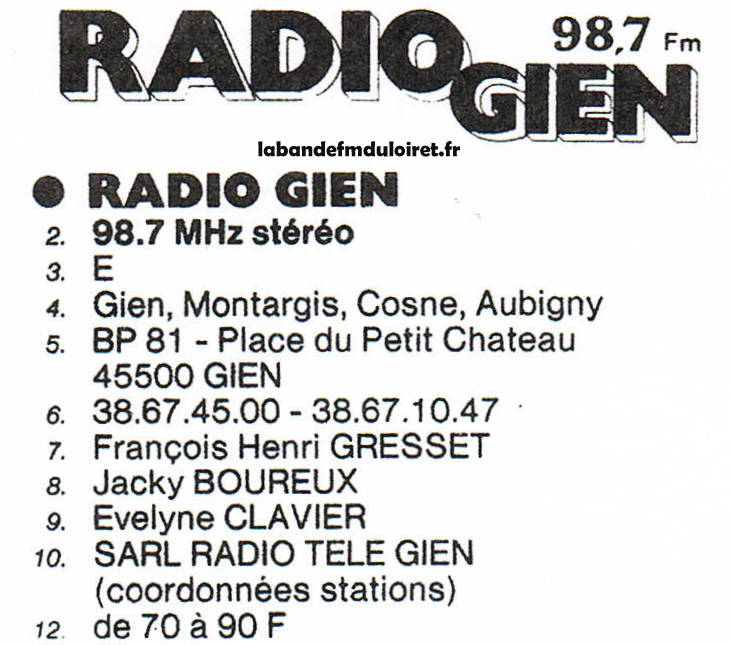 RADIO GIEN
98,7 Fm
labandefmduloiret.fr
● RADIO GIEN
2. 98.7 MHz stéréo
3. E
4. Gien, Montargis, Cosne, Aubigny
5. BP 81 - Place du Petit Chateau
45500 GIEN
6. 38.67.45.00 - 38.67.10.47
7. François Henri GRESSET
8. Jacky BOUREUX
9. Evelyne CLAVIER
10. SARL RADIO TELE GIEN
(coordonnées stations)
12. de 70 à 90 F